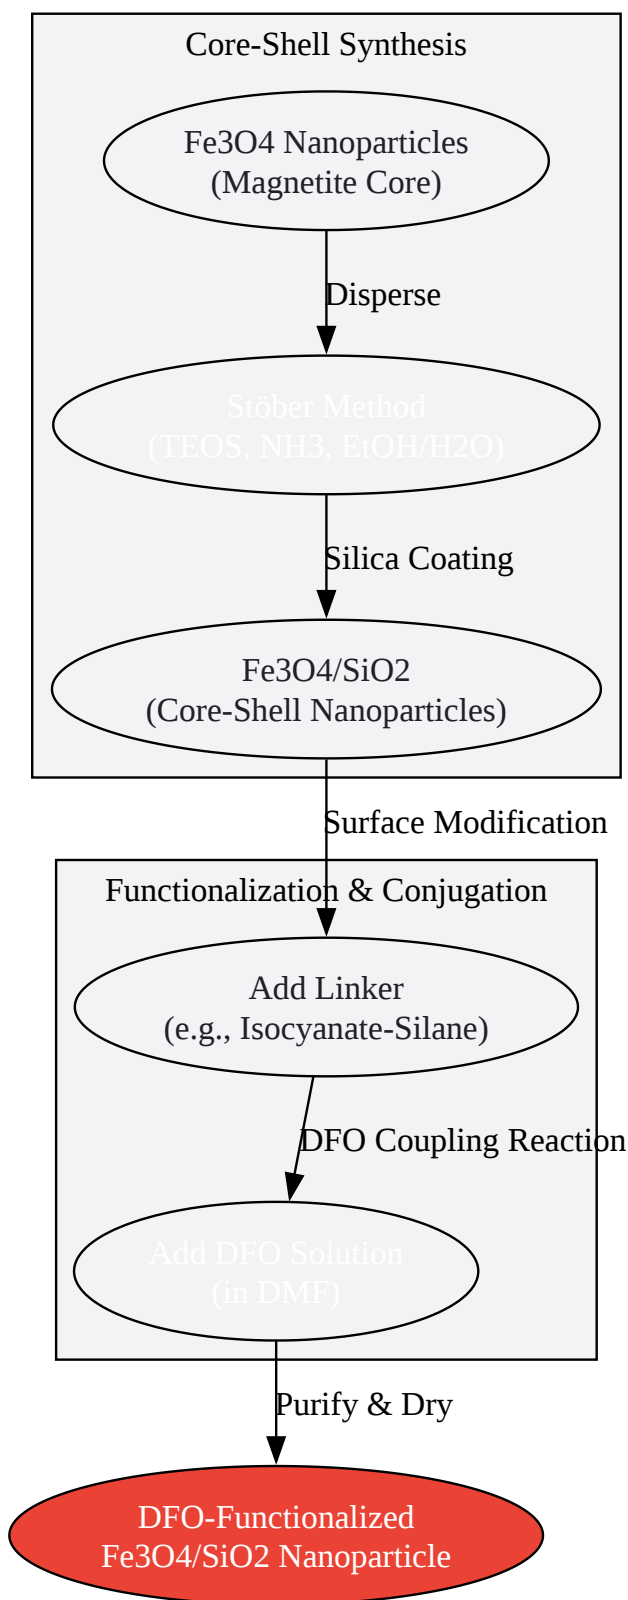 Core-Shell Synthesis
Fe3O4 Nanoparticles
(Magnetite Core)
Disperse
Stöber Method
(TEOS, NH3, EtOH/H2O)
Silica Coating
Fe3O4/SiO2
(Core-Shell Nanoparticles)
Surface Modification
Functionalization & Conjugation
Add Linker
(e.g., Isocyanate-Silane)
DFO Coupling Reaction
Add DFO Solution
(in DMF)
Purify & Dry
DFO-Functionalized
Fe3O4/SiO2 Nanoparticle